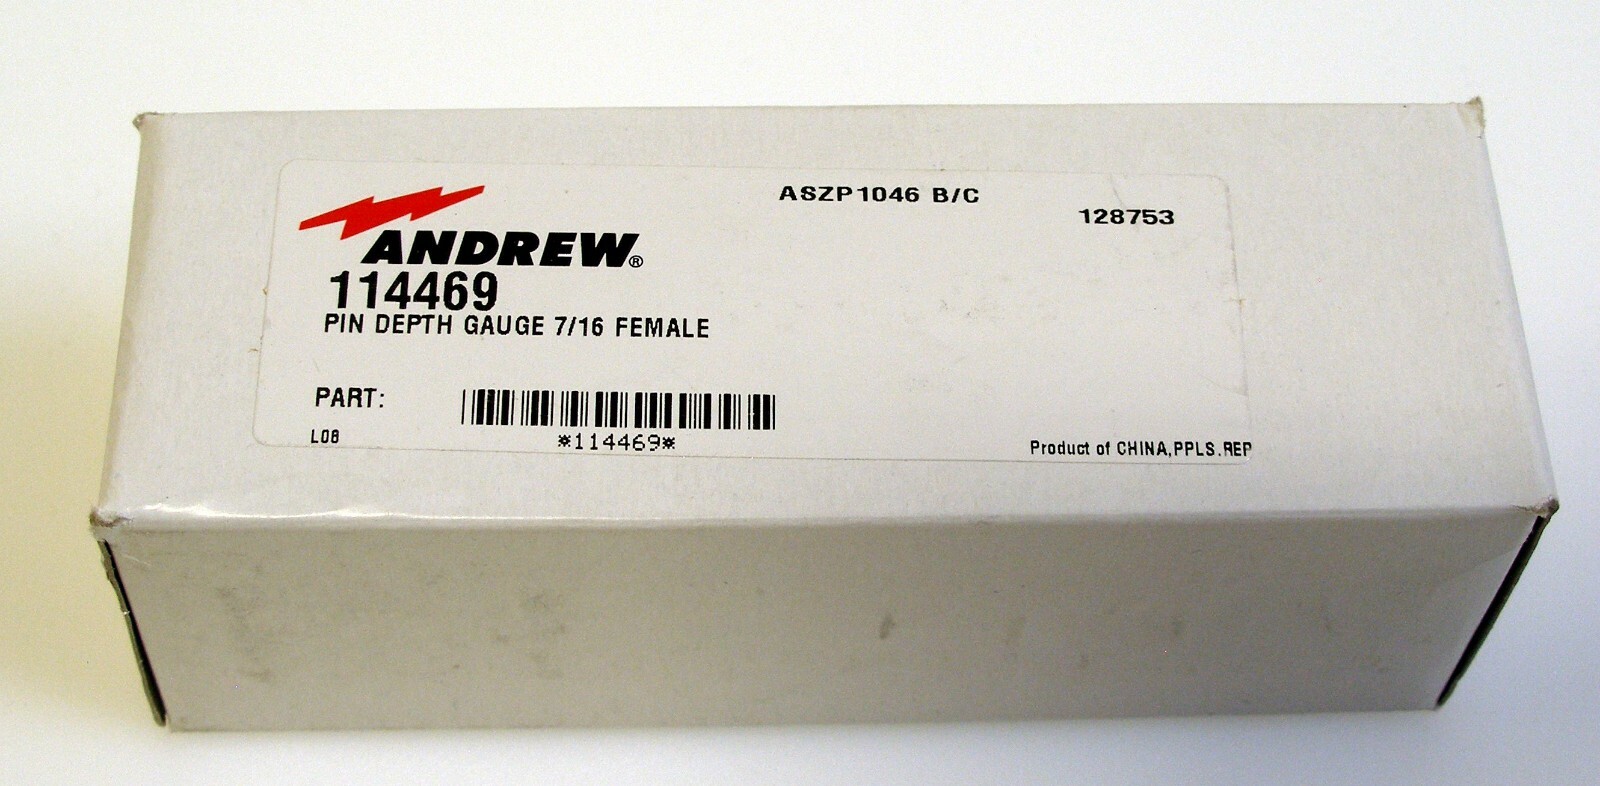 ANDREW®
ASZP1046 B/C
128753
114469
PIN DEPTH GAUGE 7/16 FEMALE
PART:
*114469*
L08
Product of CHINA,PPLS.REP